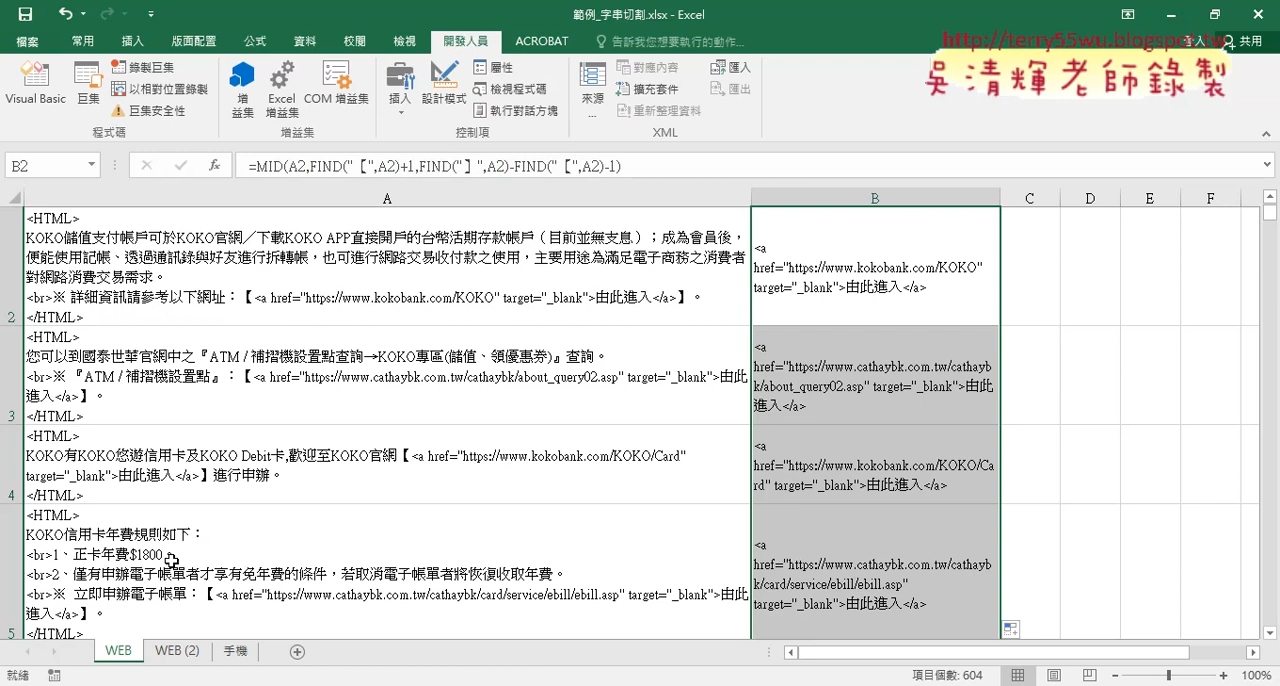 範例_字串切割.xlsx - Excel
檔案 常用 插入 版面配置 公式 資料 校閱 檢視 開發人員 ACROBAT 告訴我您想要執行的動作... 登入 共用
http://terry55wu.blogspot.tw
吳清輝老師錄製
Visual Basic 巨集 錄製巨集 以相對位置錄製 巨集安全性
增益集 Excel 增益集 COM 增益集
插入 設計模式 屬性 檢視程式碼 執行對話方塊
來源... 對應內容 擴充套件 重新整理資料 匯入 匯出
程式碼 增益集 控制項 XML
B2 fx =MID(A2,FIND("【",A2)+1,FIND("】",A2)-FIND("【",A2)-1)
A B C D E F
2
<HTML>
KOKO儲值支付帳戶可於KOKO官網／下載KOKO APP直接開戶的台幣活期存款帳戶（目前並無支息）；成為會員後，
便能使用記帳、透過通訊錄與好友進行拆轉帳，也可進行網路交易收付款之使用，主要用途為滿足電子商務之消費者
對網路消費交易需求。
<br>※ 詳細資訊請參考以下網址：【<a href="https://www.kokobank.com/KOKO" target="_blank">由此進入</a>】。
</HTML>
<a
href="https://www.kokobank.com/KOKO"
target="_blank">由此進入</a>
3
<HTML>
您可以到國泰世華官網中之『ATM / 補摺機設置點查詢→KOKO專區(儲值、領優惠券)』查詢。
<br>※『ATM / 補摺機設置點』：【<a href="https://www.cathaybk.com.tw/cathaybk/about_query02.asp" target="_blank">由此
進入</a>】。
</HTML>
<a
href="https://www.cathaybk.com.tw/cathayb
k/about_query02.asp" target="_blank">由此
進入</a>
4
<HTML>
KOKO有KOKO您遊信用卡及KOKO Debit卡,歡迎至KOKO官網【<a href="https://www.kokobank.com/KOKO/Card"
target="_blank">由此進入</a>】進行申辦。
</HTML>
<a
href="https://www.kokobank.com/KOKO/Ca
rd" target="_blank">由此進入</a>
5
<HTML>
KOKO信用卡年費規則如下：
<br>1、正卡年費$1800
<br>2、僅有申辦電子帳單者才享有免年費的條件，若取消電子帳單者將恢復收取年費。
<br>※ 立即申辦電子帳單：【<a href="https://www.cathaybk.com.tw/cathaybk/card/service/ebill/ebill.asp" target="_blank">由此
進入</a>】。
</HTML>
<a
href="https://www.cathaybk.com.tw/cathayb
k/card/service/ebill/ebill.asp"
target="_blank">由此進入</a>
WEB WEB (2) 手機
就緒 項目個數: 604 100%